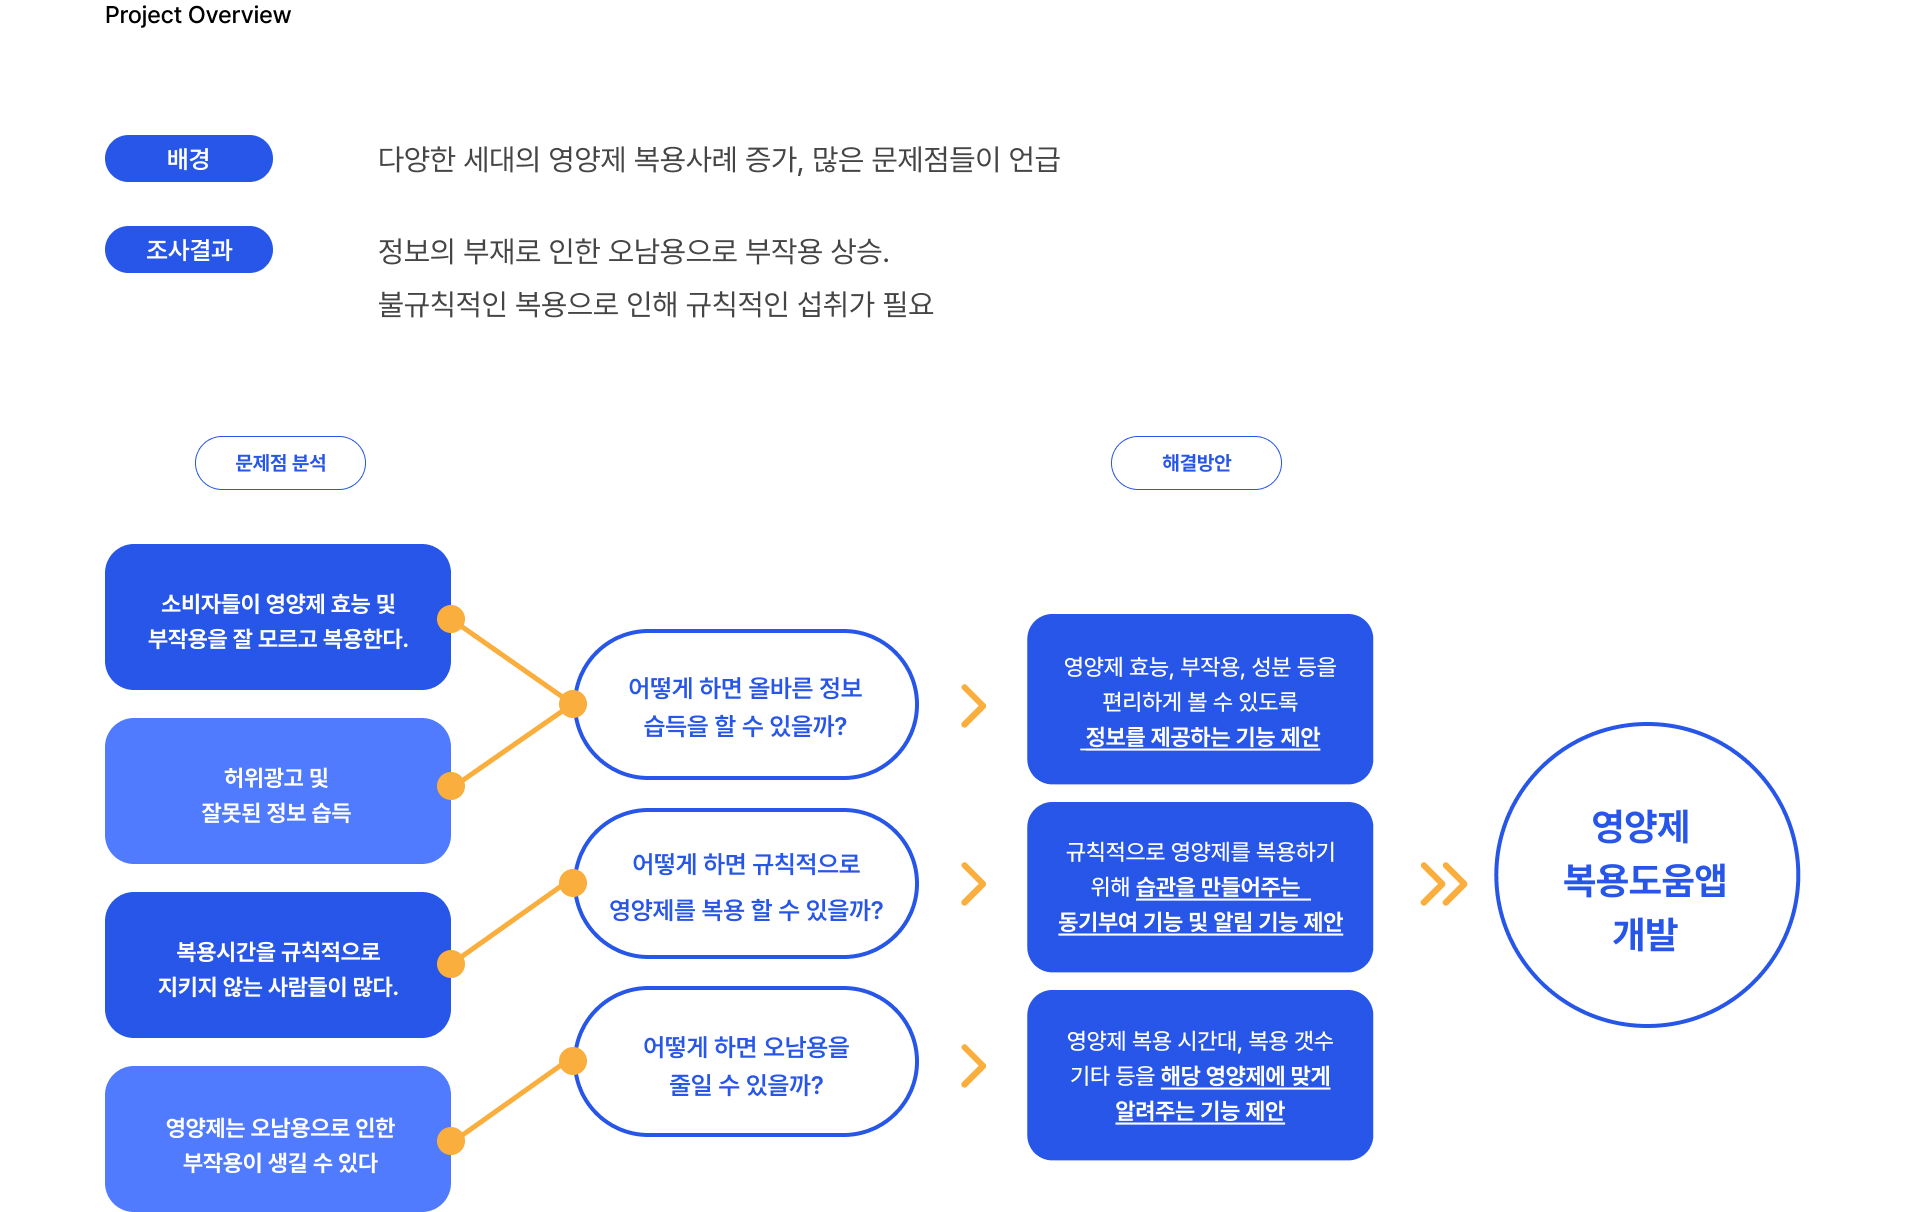 Project Overview
배경
다양한 세대의 영양제 복용사례 증가, 많은 문제점들이 언급
조사결과
정보의 부재로 인한 오남용으로 부작용 상승.
불규칙적인 복용으로 인해 규칙적인 섭취가 필요
문제점 분석
해결방안
소비자들이 영양제 효능 및
부작용을 잘 모르고 복용한다.
허위광고 및
잘못된 정보 습득
복용시간을 규칙적으로
지키지 않는 사람들이 많다.
영양제는 오남용으로 인한
부작용이 생길 수 있다
어떻게 하면 올바른 정보
습득을 할 수 있을까?
어떻게 하면 규칙적으로
영양제를 복용 할 수 있을까?
어떻게 하면 오남용을
줄일 수 있을까?
영양제 효능, 부작용, 성분 등을
편리하게 볼 수 있도록
정보를 제공하는 기능 제안
규칙적으로 영양제를 복용하기
위해 습관을 만들어주는
동기부여 기능 및 알림 기능 제안
영양제 복용 시간대, 복용 갯수
기타 등을 해당 영양제에 맞게
알려주는 기능 제안
영양제
복용도움앱
개발